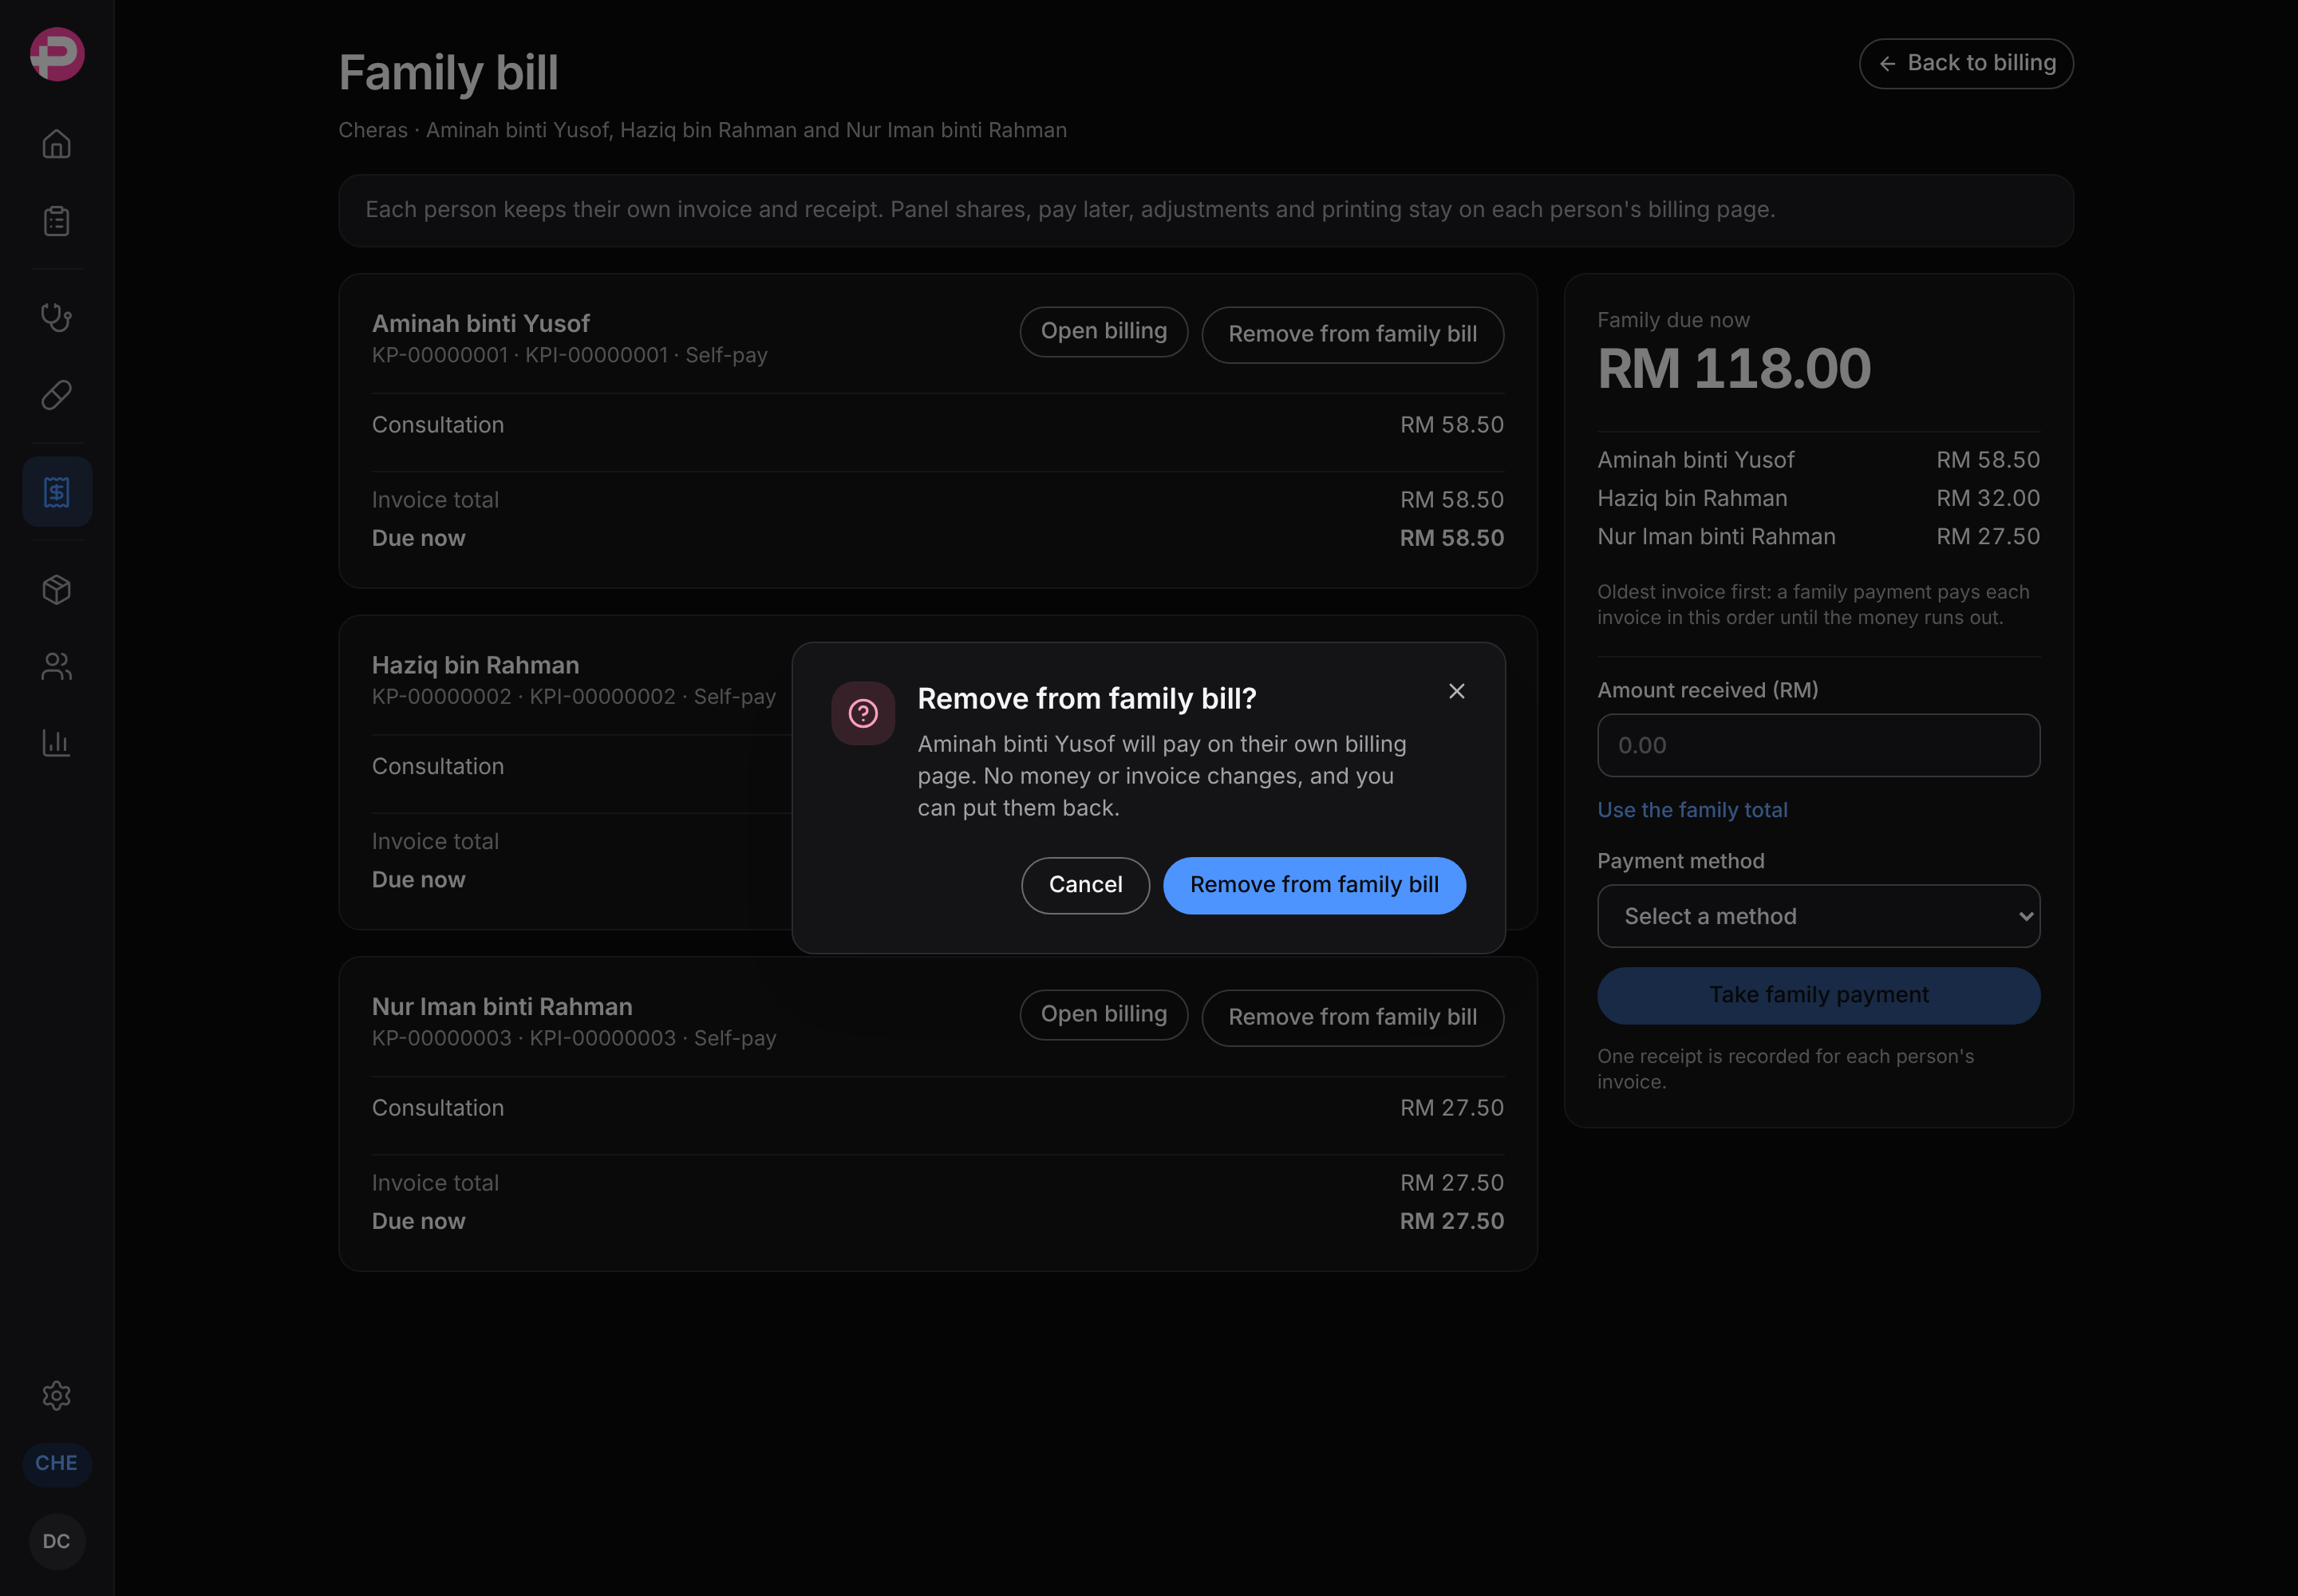 Family bill
Back to billing
Cheras · Aminah binti Yusof, Haziq bin Rahman and Nur Iman binti Rahman
Each person keeps their own invoice and receipt. Panel shares, pay later, adjustments and printing stay on each person's billing page.
Aminah binti Yusof
KP-00000001 · KPI-00000001 · Self-pay
Open billing
Remove from family bill
Consultation
RM 58.50
Invoice total
RM 58.50
Due now
RM 58.50
Haziq bin Rahman
KP-00000002 · KPI-00000002 · Self-pay
Consultation
Invoice total
Due now
Remove from family bill?
Aminah binti Yusof will pay on their own billing
page. No money or invoice changes, and you
can put them back.
Cancel
Remove from family bill
Nur Iman binti Rahman
KP-00000003 · KPI-00000003 · Self-pay
Open billing
Remove from family bill
Consultation
RM 27.50
Invoice total
RM 27.50
Due now
RM 27.50
Family due now
RM 118.00
Aminah binti Yusof
RM 58.50
Haziq bin Rahman
RM 32.00
Nur Iman binti Rahman
RM 27.50
Oldest invoice first: a family payment pays each
invoice in this order until the money runs out.
Amount received (RM)
0.00
Use the family total
Payment method
Select a method
Take family payment
One receipt is recorded for each person's
invoice.
CHE
DC